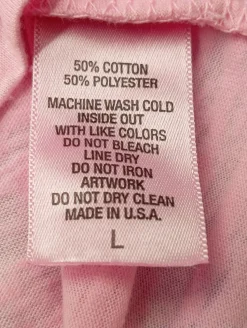 50% COTTON
50% POLYESTER
MACHINE WASH COLD
INSIDE OUT
WITH LIKE COLORS
DO NOT BLEACH
LINE DRY
DO NOT IRON
ARTWORK
DO NOT DRY CLEAN
MADE IN U.S.A.
L